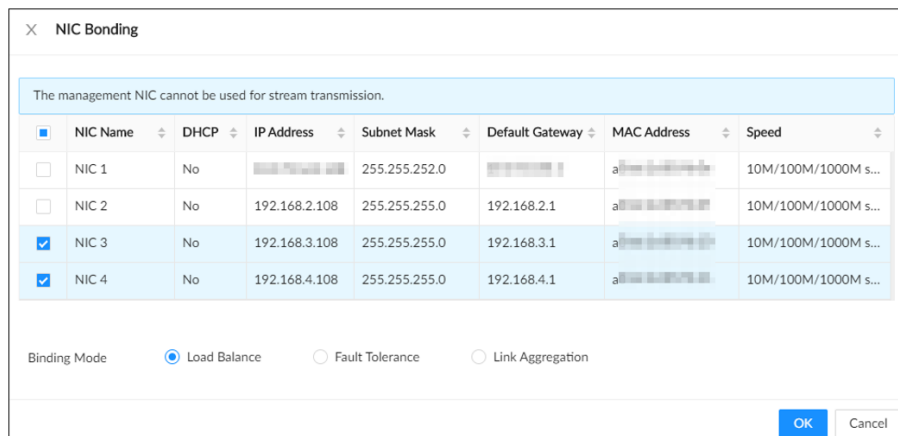 NIC Bonding
The management NIC cannot be used for stream transmission.
NIC Name DHCP IP Address Subnet Mask Default Gateway MAC Address Speed
NIC 1 No 255.255.252.0 a 10M/100M/1000M s...
NIC 2 No 192.168.2.108 255.255.255.0 192.168.2.1 a 10M/100M/1000M s...
NIC 3 No 192.168.3.108 255.255.255.0 192.168.3.1 a 10M/100M/1000M s...
NIC 4 No 192.168.4.108 255.255.255.0 192.168.4.1 a 10M/100M/1000M s...
Binding Mode Load Balance Fault Tolerance Link Aggregation
OK Cancel